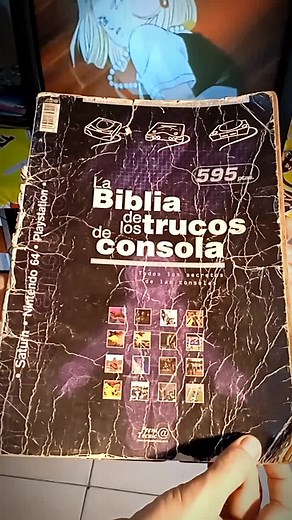 595 ptas.
La
Biblia
de
los trucos
de consola
Todos los secretos
de las consolas
• Saturn • Nintendo 64 • Playstation •